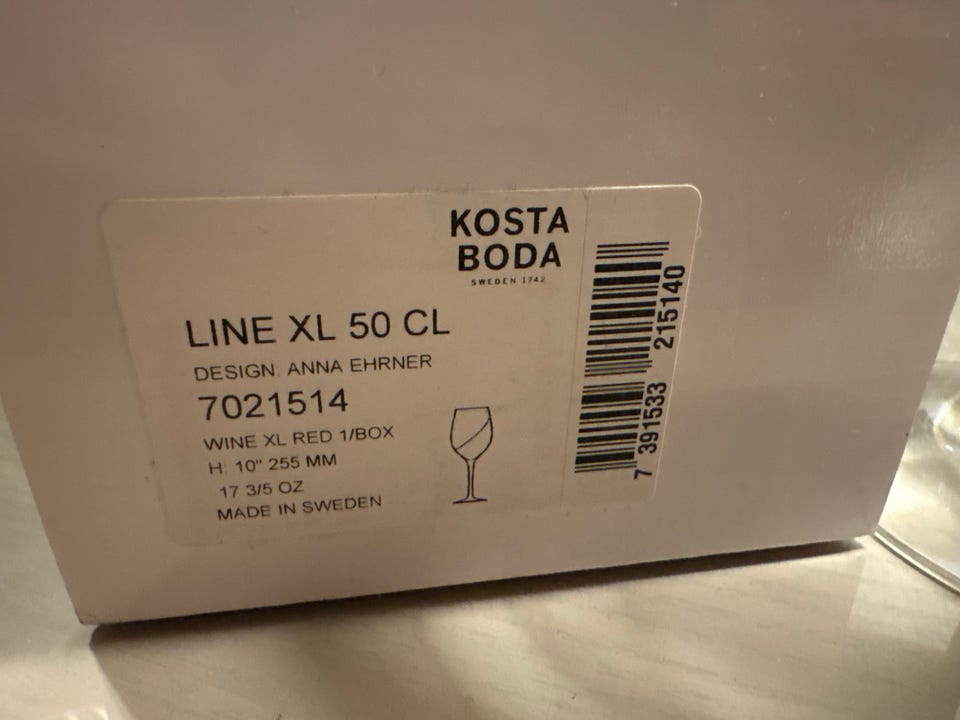 KOSTA
BODA
SWEDEN 1742
LINE XL 50 CL
DESIGN: ANNA EHRNER
7021514
WINE XL RED 1/BOX
H: 10" 255 MM
17 3/5 OZ
MADE IN SWEDEN
7 391533 215140